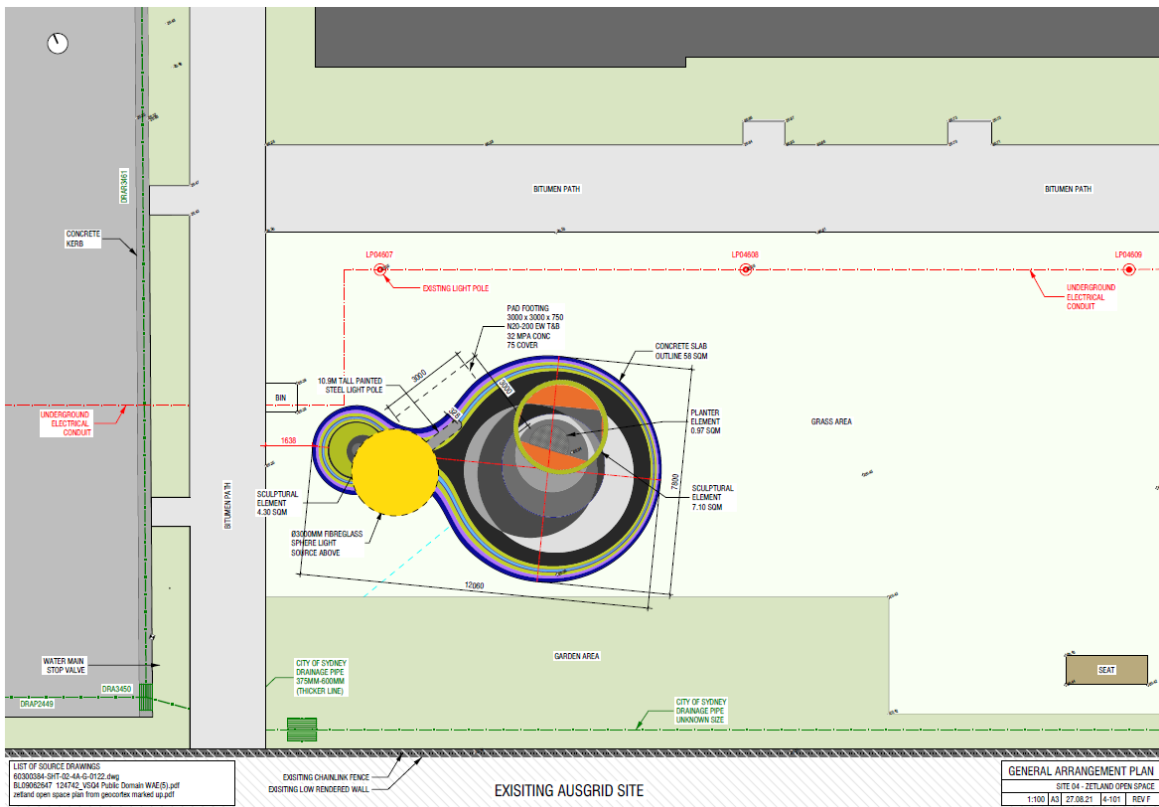 DRAR3461
CONCRETE
KERB
BITUMEN PATH
BITUMEN PATH
LP04607
LP04608
LP04609
EXISTING LIGHT POLE
UNDERGROUND
ELECTRICAL
CONDUIT
PAD FOOTING
3000 x 3000 x 750
N20-200 EW T&B
32 MPA CONC
75 COVER
CONCRETE SLAB
OUTLINE 58 SQM
3000
3000
328
10.9M TALL PAINTED
STEEL LIGHT POLE
BIN
UNDERGROUND
ELECTRICAL
CONDUIT
PLANTER
ELEMENT
0.97 SQM
GRASS AREA
1638
7800
SCULPTURAL
ELEMENT
4.30 SQM
SCULPTURAL
ELEMENT
7.10 SQM
BITUMEN PATH
Ø3000MM FIBREGLASS
SPHERE LIGHT
SOURCE ABOVE
12060
WATER MAIN
STOP VALVE
GARDEN AREA
CITY OF SYDNEY
DRAINAGE PIPE
375MM-600MM
(THICKER LINE)
SEAT
DRA3450
DRAP2449
CITY OF SYDNEY
DRAINAGE PIPE
UNKNOWN SIZE
LIST OF SOURCE DRAWINGS
60300384-SHT-02-4A-G-0122.dwg
BL09062647 124742_VSQ4 Public Domain WAE(5).pdf
zetland open space plan from geocortex marked up.pdf
EXISITING CHAINLINK FENCE
EXISITING LOW RENDERED WALL
EXISITING AUSGRID SITE
GENERAL ARRANGEMENT PLAN
SITE 04 - ZETLAND OPEN SPACE
1:100 A3 27.08.21 4-101 REV F